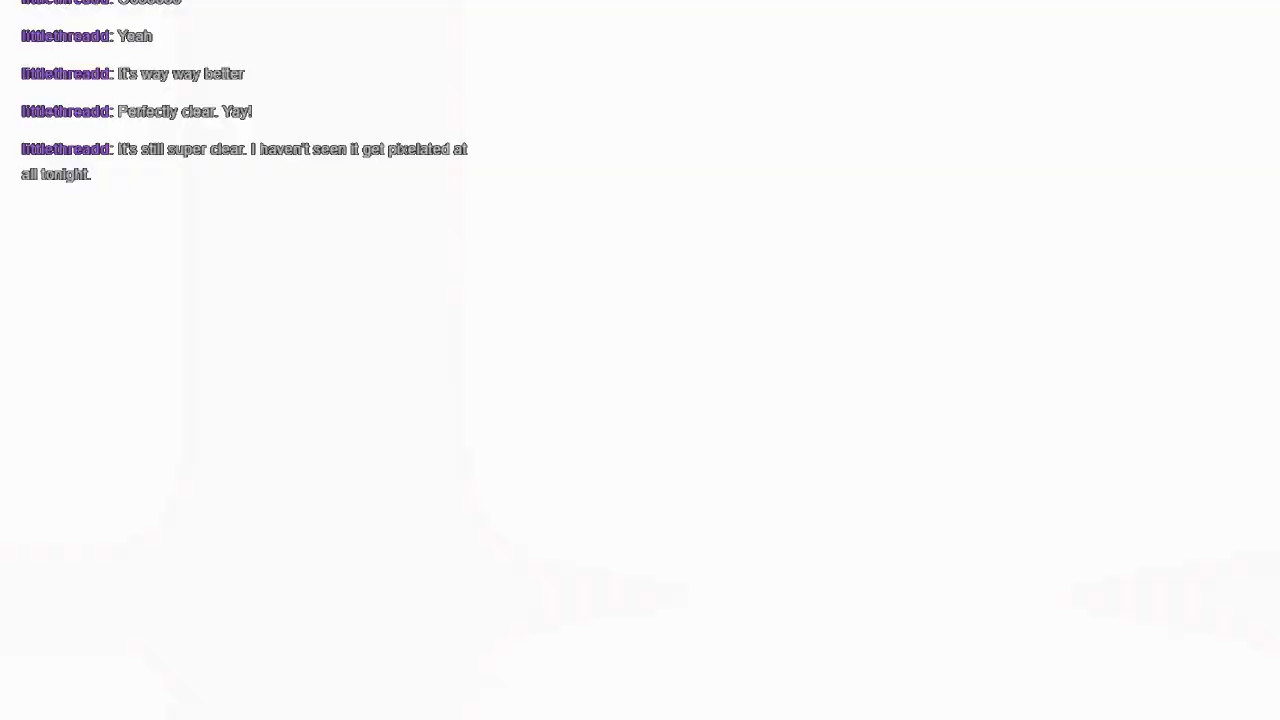 littlethreadd: Yeah
littlethreadd: It's way way better
littlethreadd: Perfectly clear. Yay!
littlethreadd: It's still super clear. I haven't seen it get pixelated at
all tonight.